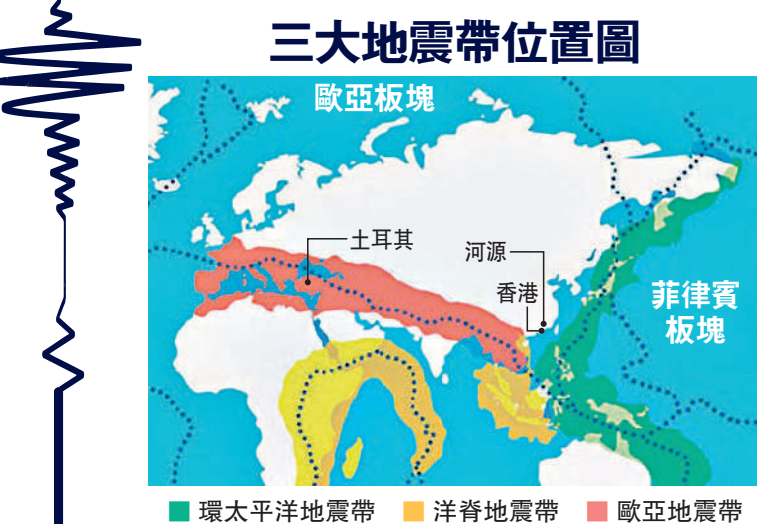 三大地震帶位置圖
歐亞板塊
土耳其
河源
香港
菲律賓
板塊
環太平洋地震帶
洋脊地震帶
歐亞地震帶